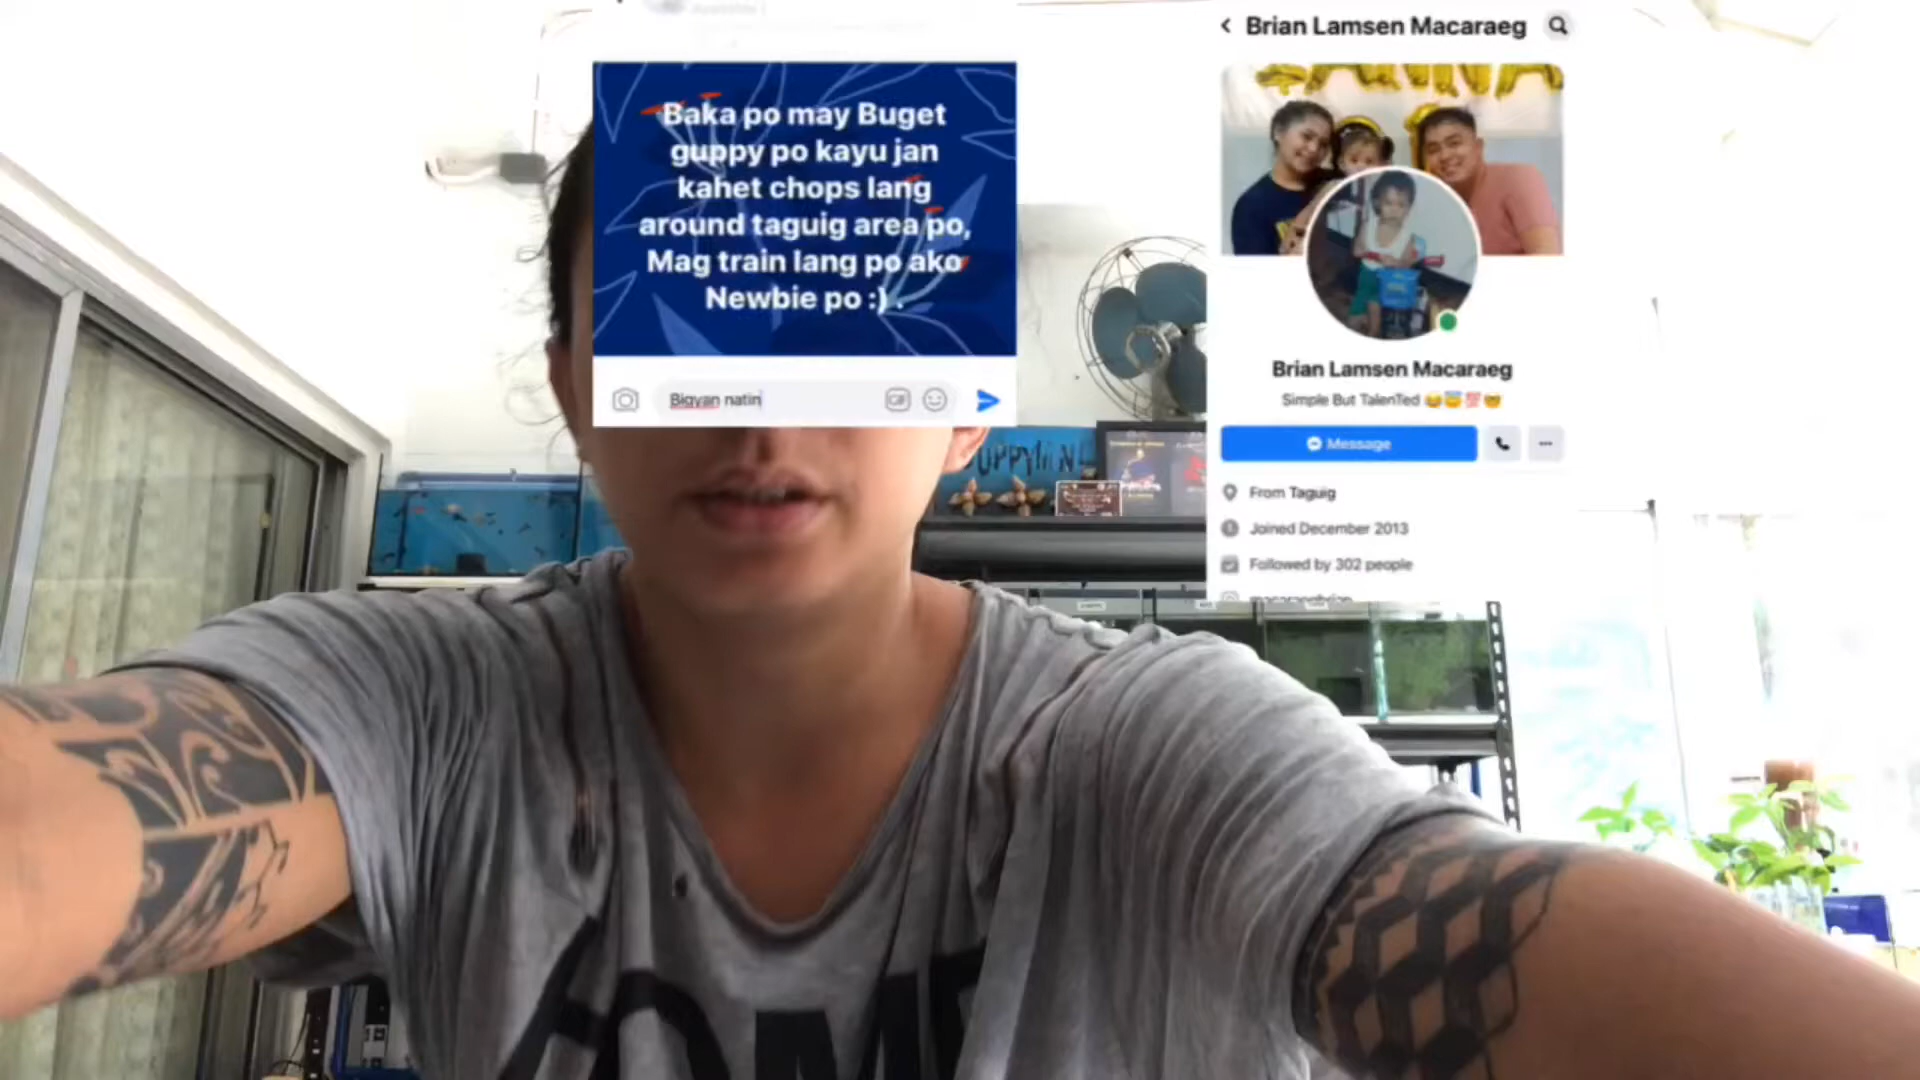 Baka po may Buget
guppy po kayu jan
kahet chops lang
around taguig area po,
Mag train lang po ako
Newbie po :) .
Bigyan natin
GIF
Brian Lamsen Macaraeg
Brian Lamsen Macaraeg
Simple But TalenTed 😂😇💯🤓
Message
From Taguig
Joined December 2013
Followed by 302 people